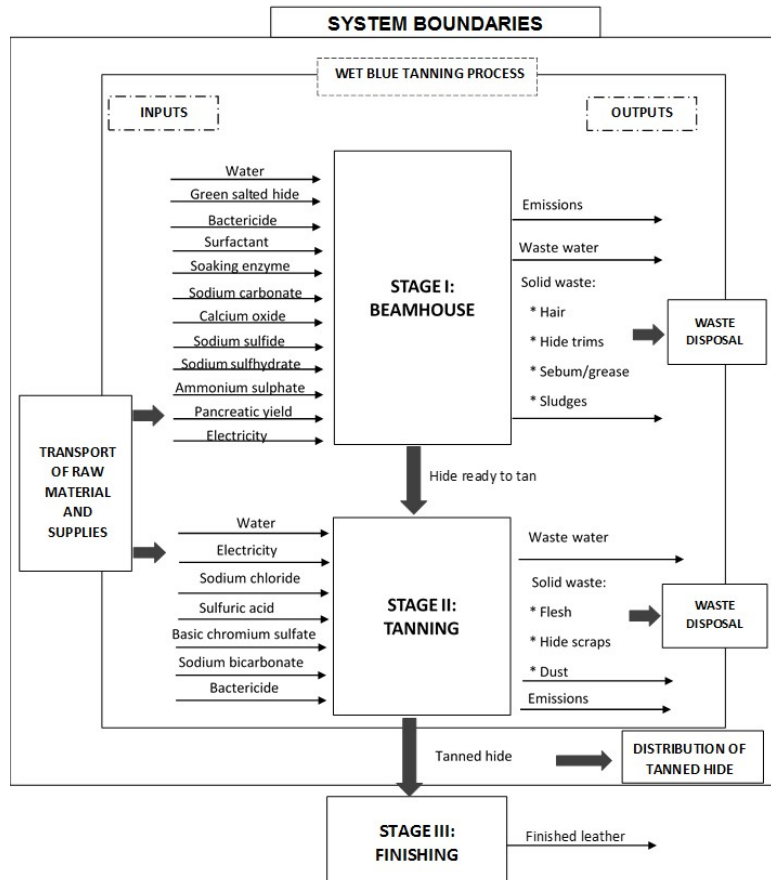 SYSTEM BOUNDARIES
WET BLUE TANNING PROCESS
INPUTS
OUTPUTS
Water
Green salted hide
Bactericide
Surfactant
Soaking enzyme
Sodium carbonate
Calcium oxide
Sodium sulfide
Sodium sulfhydrate
Ammonium sulphate
Pancreatic yield
Electricity
STAGE I:
BEAMHOUSE
Emissions
Waste water
Solid waste:
* Hair
* Hide trims
* Sebum/grease
* Sludges
WASTE
DISPOSAL
TRANSPORT
OF RAW
MATERIAL
AND
SUPPLIES
Hide ready to tan
Water
Electricity
Sodium chloride
Sulfuric acid
Basic chromium sulfate
Sodium bicarbonate
Bactericide
STAGE II:
TANNING
Waste water
Solid waste:
* Flesh
* Hide scraps
* Dust
Emissions
WASTE
DISPOSAL
Tanned hide
DISTRIBUTION OF
TANNED HIDE
STAGE III:
FINISHING
Finished leather